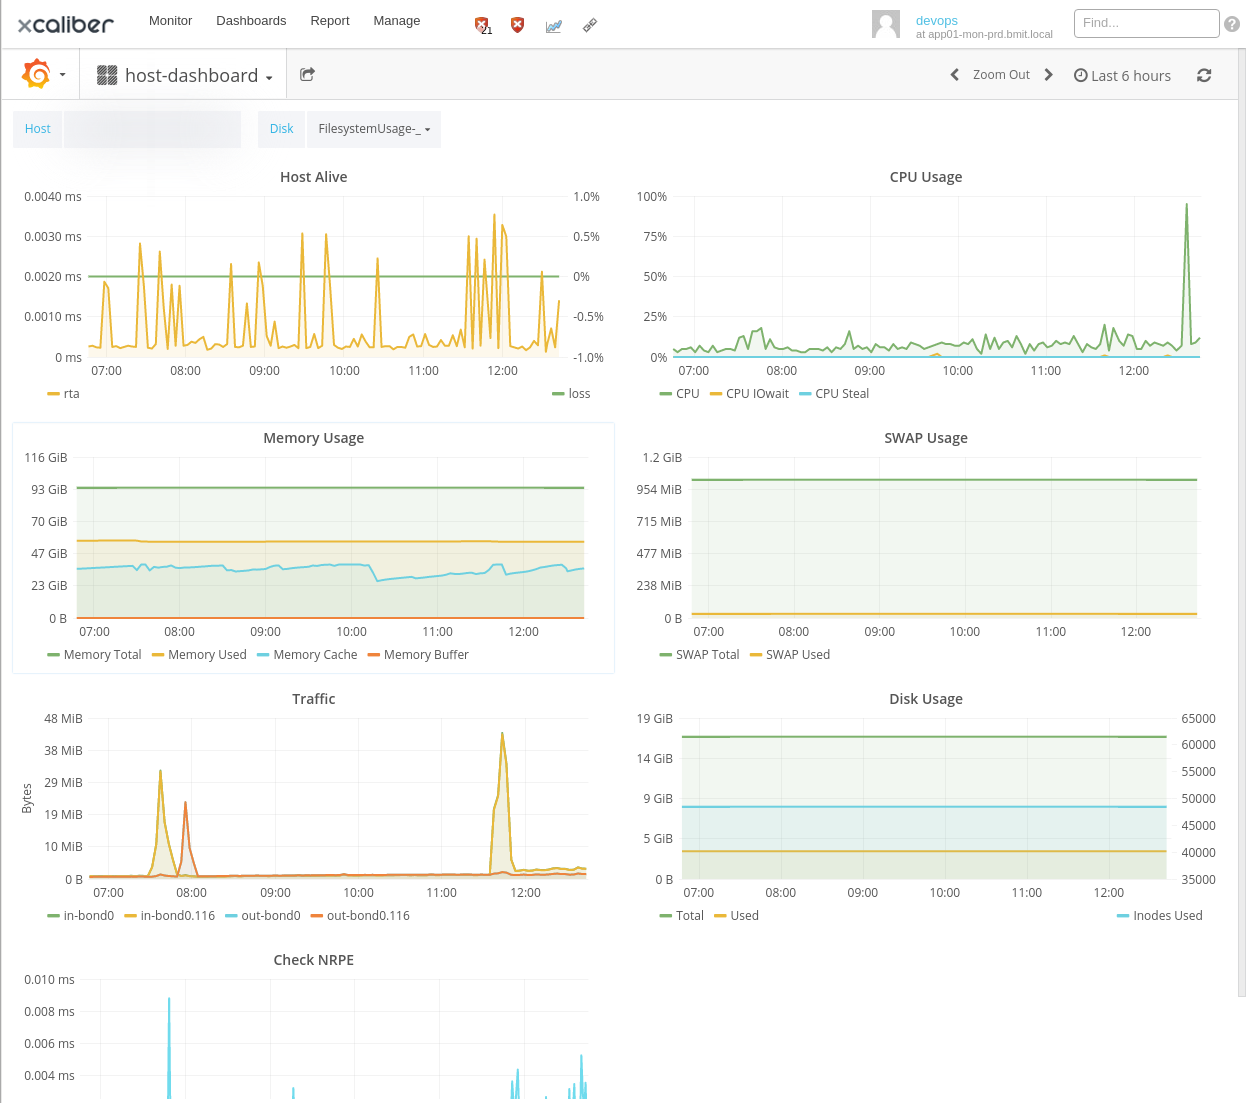 xcaliber Monitor Dashboards Report Manage 21 devops Find... ?
at app01-mon-prd.bmit.local
host-dashboard Zoom Out Last 6 hours
Host Disk FilesystemUsage-_
Host Alive
0.0040 ms 1.0%
0.0030 ms 0.5%
0.0020 ms 0%
0.0010 ms -0.5%
0 ms -1.0%
07:00 08:00 09:00 10:00 11:00 12:00
rta loss
CPU Usage
100%
75%
50%
25%
0%
07:00 08:00 09:00 10:00 11:00 12:00
CPU CPU IOwait CPU Steal
Memory Usage
116 GiB
93 GiB
70 GiB
47 GiB
23 GiB
0 B
07:00 08:00 09:00 10:00 11:00 12:00
Memory Total Memory Used Memory Cache Memory Buffer
SWAP Usage
1.2 GiB
954 MiB
715 MiB
477 MiB
238 MiB
0 B
07:00 08:00 09:00 10:00 11:00 12:00
SWAP Total SWAP Used
Traffic
Bytes
48 MiB
38 MiB
29 MiB
19 MiB
10 MiB
0 B
07:00 08:00 09:00 10:00 11:00 12:00
in-bond0 in-bond0.116 out-bond0 out-bond0.116
Disk Usage
19 GiB 65000
60000
14 GiB 55000
9 GiB 50000
45000
5 GiB 40000
0 B 35000
07:00 08:00 09:00 10:00 11:00 12:00
Total Used Inodes Used
Check NRPE
0.010 ms
0.008 ms
0.006 ms
0.004 ms